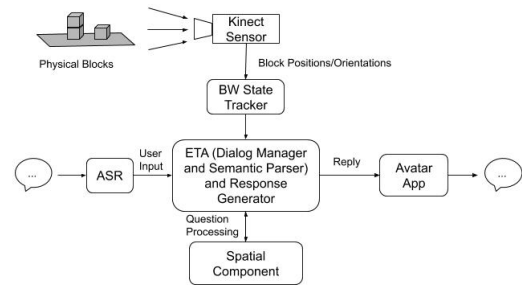 Kinect
Sensor
Physical Blocks
Block Positions/Orientations
BW State
Tracker
...
ASR
User
Input
ETA (Dialog Manager
and Semantic Parser)
and Response
Generator
Reply
Avatar
App
...
Question
Processing
Spatial
Component